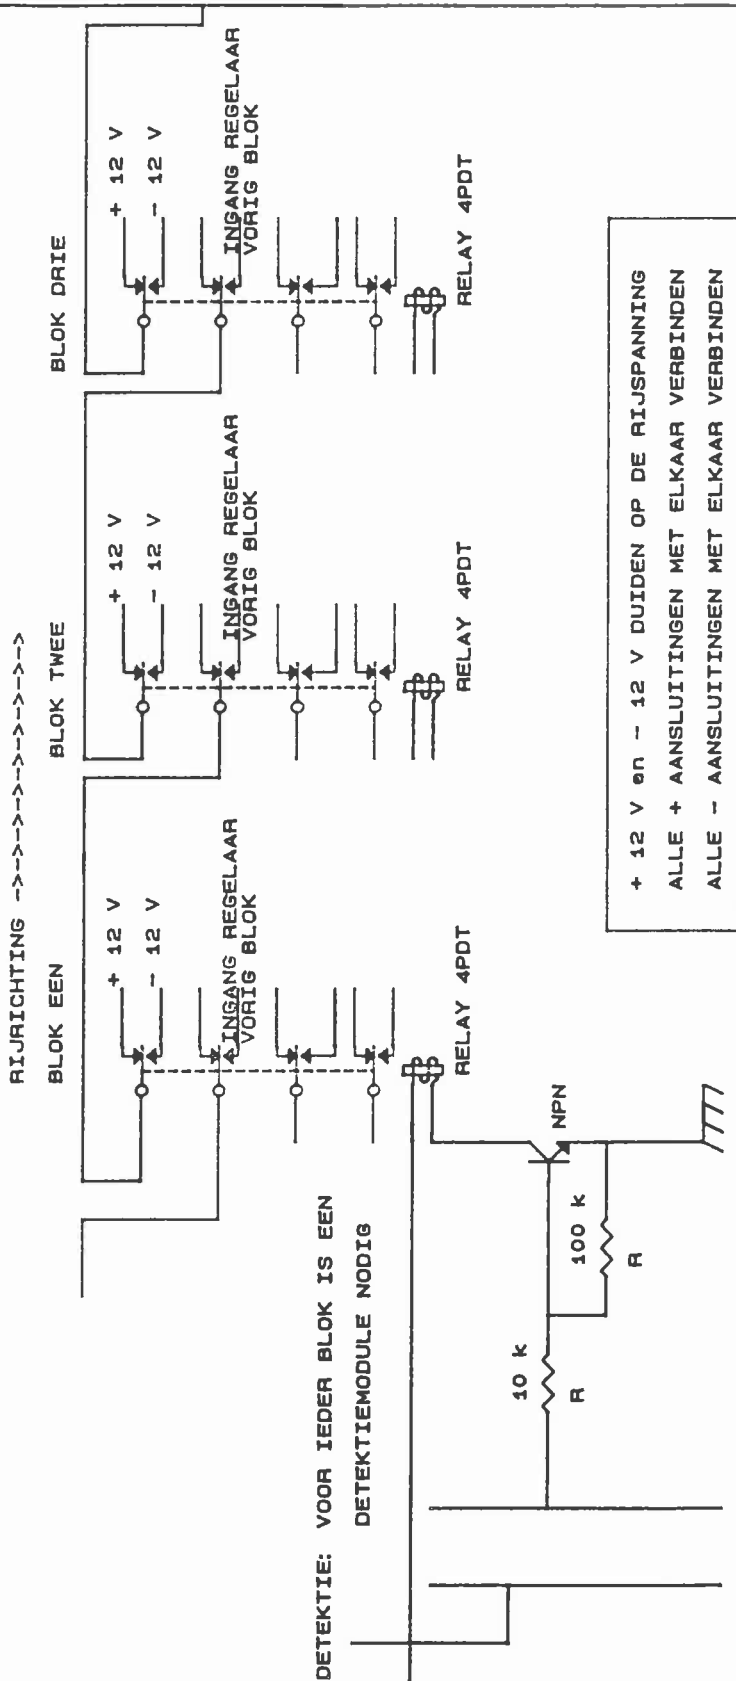 RIJRICHTING ->->->->->->->->->->
BLOK EEN
BLOK TWEE
BLOK DRIE
+ 12 V
- 12 V
+ 12 V
- 12 V
+ 12 V
- 12 V
INGANG REGELAAR
VORIG BLOK
INGANG REGELAAR
VORIG BLOK
INGANG REGELAAR
VORIG BLOK
RELAY 4PDT
RELAY 4PDT
RELAY 4PDT
DETEKTIE: VOOR IEDER BLOK IS EEN
DETEKTIEMODULE NODIG
NPN
10 k
R
100 k
R
+ 12 V en - 12 V DUIDEN OP DE RIJSPANNING
ALLE + AANSLUITINGEN MET ELKAAR VERBINDEN
ALLE - AANSLUITINGEN MET ELKAAR VERBINDEN